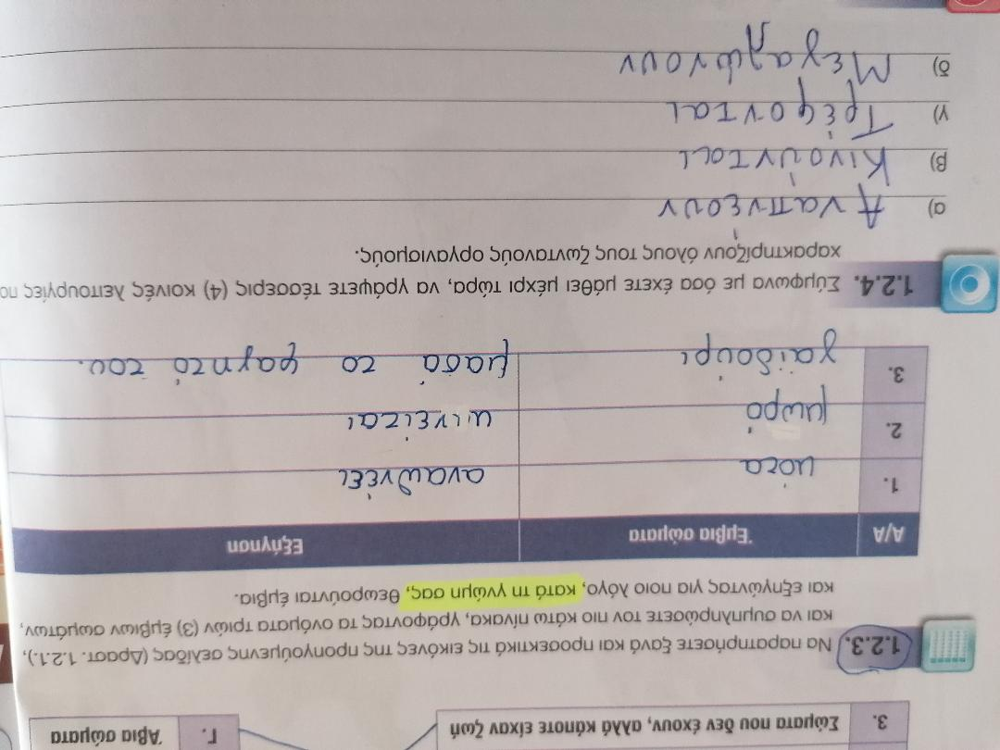 3. Σώματα που δεν έχουν, αλλά κάποτε είχαν ζωή Γ. Άβια σώματα
1.2.3. Να παρατηρήσετε ξανά και προσεκτικά τις εικόνες της προηγούμενης σελίδας (Δραστ. 1.2.1.),
και να συμπληρώσετε τον πιο κάτω πίνακα, γράφοντας τα ονόματα τριών (3) έμβιων σωμάτων,
και εξηγώντας για ποιο λόγο, κατά τη γνώμη σας, θεωρούνται έμβια.
Α/Α Έμβια σώματα Εξήγηση
1. κότα αναπνέει
2. μωρό κινείται
3. γαϊδούρι μασά το φαγητό του.
1.2.4. Σύμφωνα με όσα έχετε μάθει μέχρι τώρα, να γράψετε τέσσερις (4) κοινές λειτουργίες πο
χαρακτηρίζουν όλους τους ζωντανούς οργανισμούς.
α) Αναπνέουν
β) Κινούνται
γ) Τρέφονται
δ) Μεγαλώνουν